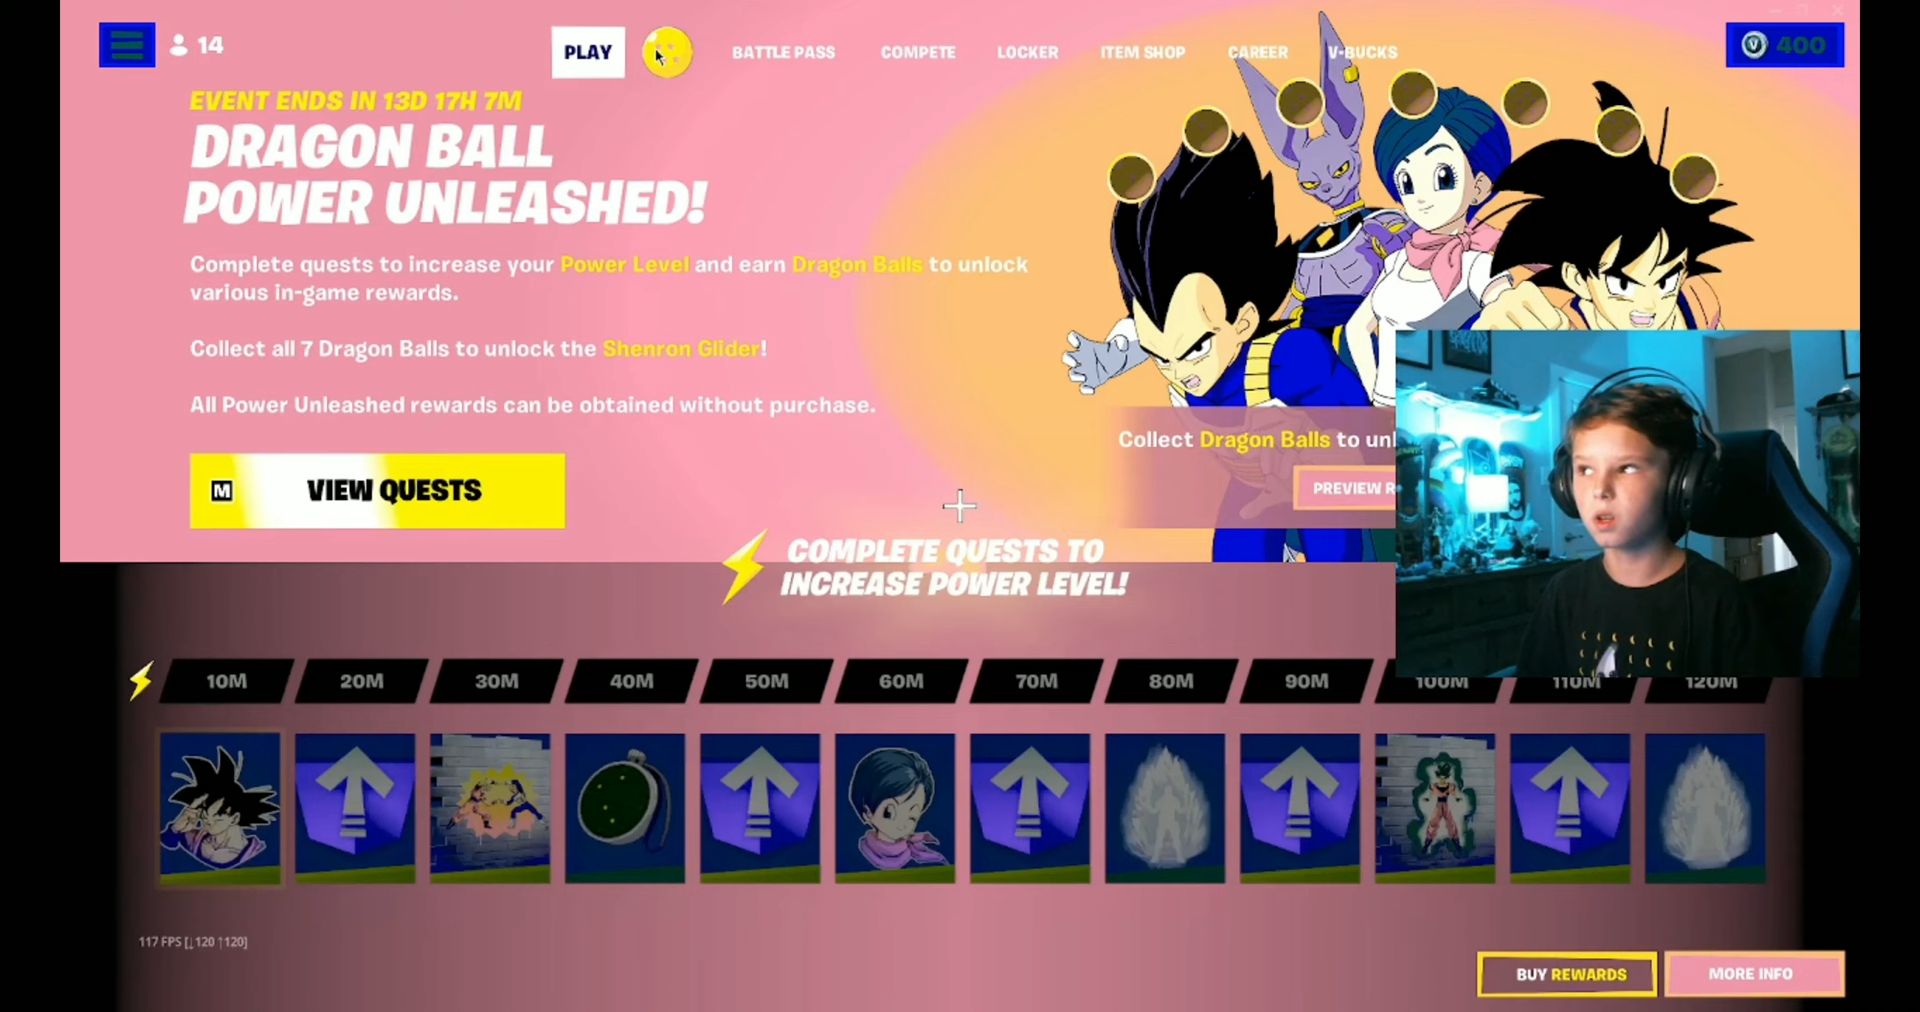 14
PLAY
BATTLE PASS
COMPETE
LOCKER
ITEM SHOP
CAREER
V-BUCKS
400
EVENT ENDS IN 13D 17H 7M
DRAGON BALL
POWER UNLEASHED!
Complete quests to increase your Power Level and earn Dragon Balls to unlock
various in-game rewards.
Collect all 7 Dragon Balls to unlock the Shenron Glider!
All Power Unleashed rewards can be obtained without purchase.
Collect Dragon Balls to
PREVIEW
M VIEW QUESTS
COMPLETE QUESTS TO
INCREASE POWER LEVEL!
10M 20M 30M 40M 50M 60M 70M 80M 90M 100M 110M 120M
117 FPS [↓120 ↑120]
BUY REWARDS
MORE INFO